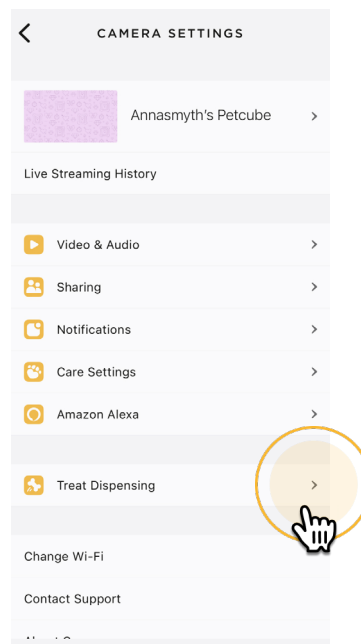 CAMERA SETTINGS
Annasmyth's Petcube
Live Streaming History
Video & Audio
Sharing
Notifications
Care Settings
Amazon Alexa
Treat Dispensing
Change Wi-Fi
Contact Support